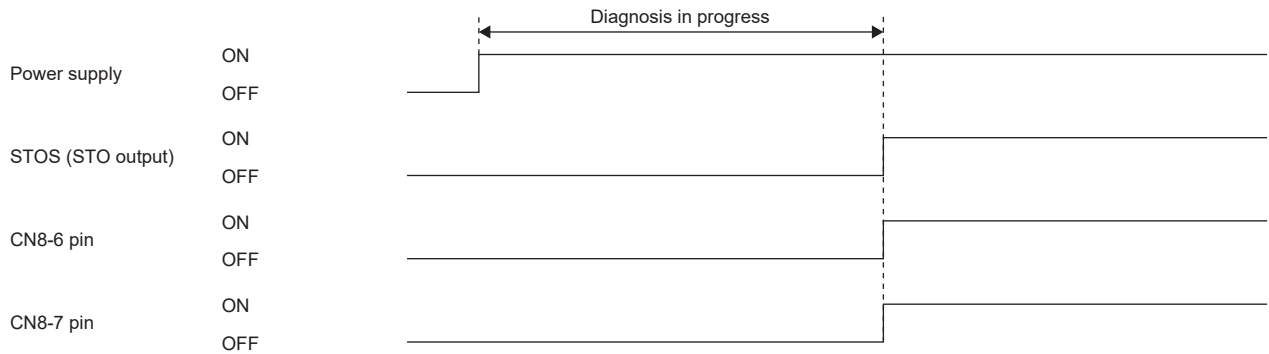 Diagnosis in progress
Power supply
ON
OFF
STOS (STO output)
ON
OFF
CN8-6 pin
ON
OFF
CN8-7 pin
ON
OFF